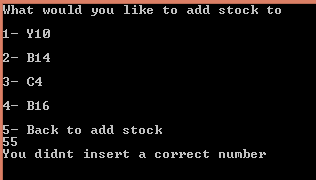 What would you like to add stock to
1- Y10
2- B14
3- C4
4- B16
5- Back to add stock
55
You didnt insert a correct number